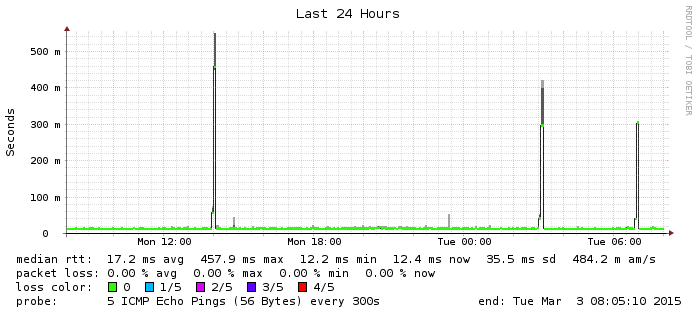 Last 24 Hours
RRDTOOL / TOBI OETIKER
Seconds
500 m
400 m
300 m
200 m
100 m
0
Mon 12:00 Mon 18:00 Tue 00:00 Tue 06:00
median rtt: 17.2 ms avg 457.9 ms max 12.2 ms min 12.4 ms now 35.5 ms sd 484.2 m am/s
packet loss: 0.00 % avg 0.00 % max 0.00 % min 0.00 % now
loss color: 0 1/5 2/5 3/5 4/5
probe: 5 ICMP Echo Pings (56 Bytes) every 300s end: Tue Mar 3 08:05:10 2015